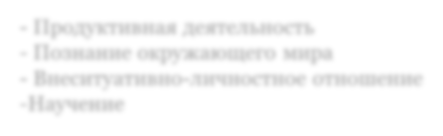 - Продуктивная деятельность
- Познание окружающего мира
- Внеситуативно-личностное отношение
-Научение